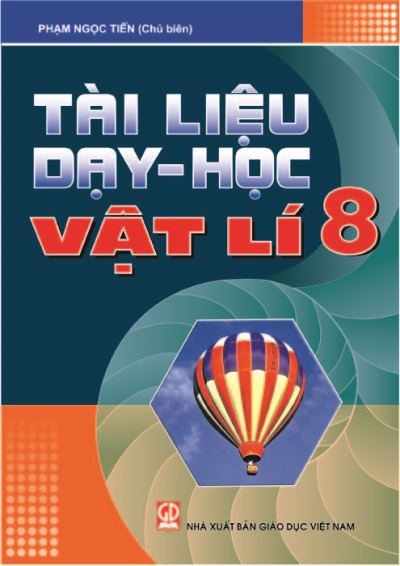 PHẠM NGỌC TIẾN (Chủ biên)
TÀI LIỆU
DẠY-HỌC
VẬT LÍ 8
GD
NHÀ XUẤT BẢN GIÁO DỤC VIỆT NAM